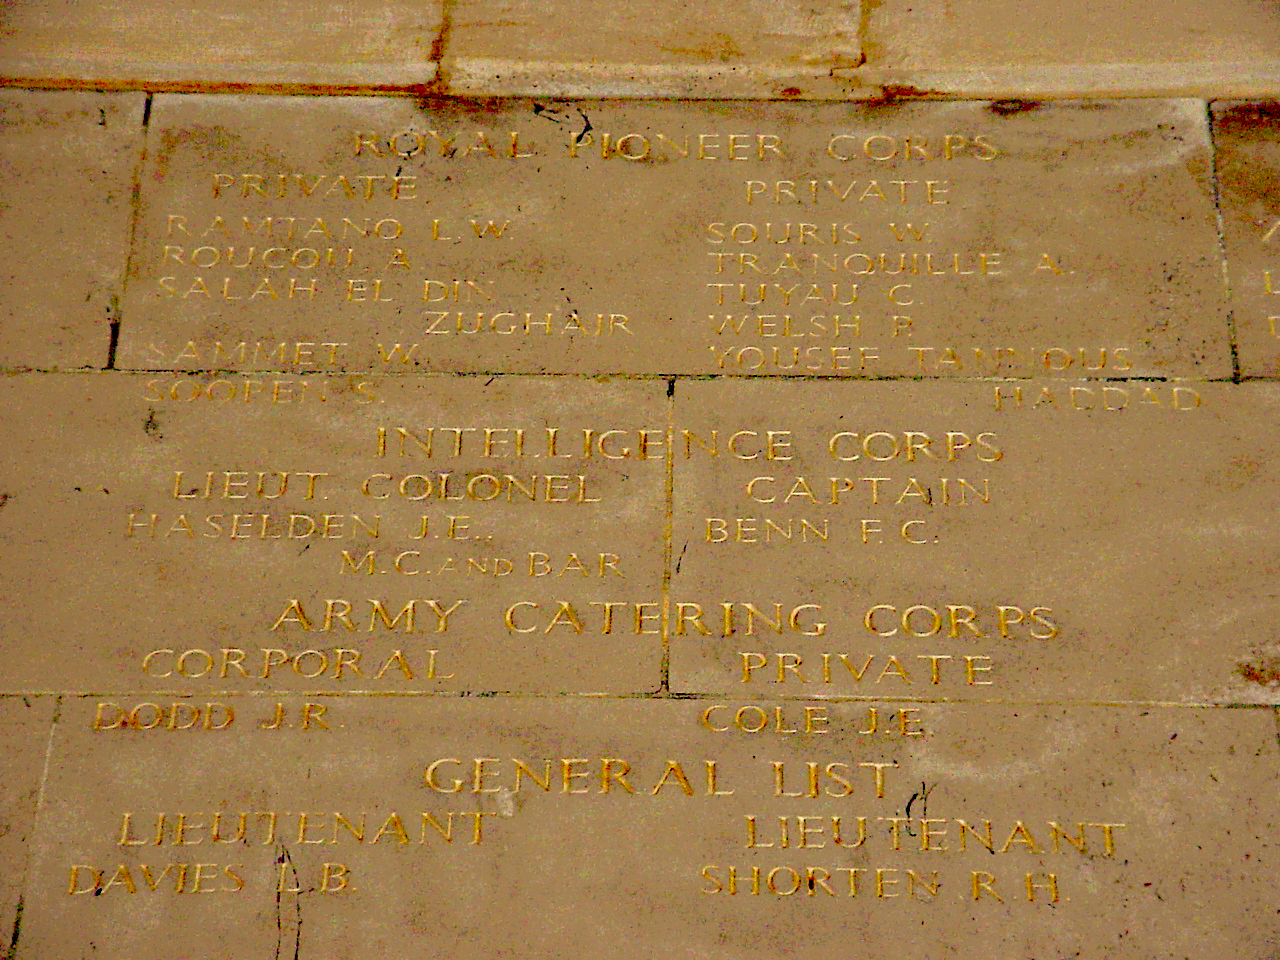 ROYAL PIONEER CORPS
PRIVATE
RAMTANO L.W.
ROUCOU A
SALAH EL DIN
ZUGHAIR
SAMMET W.
SOOPEN S.
PRIVATE
SOURIS W.
TRANQUILLE A.
TUYAU C.
WELSH P.
YOUSEF TANNOUS
HADDAD
INTELLIGENCE CORPS
LIEUT. COLONEL
HASELDEN J.E.,
M.C. AND BAR
CAPTAIN
BENN F.C.
ARMY CATERING CORPS
CORPORAL
DODD J.R.
PRIVATE
COLE J.E.
GENERAL LIST
LIEUTENANT
DAVIES L.B.
LIEUTENANT
SHORTEN R.H.